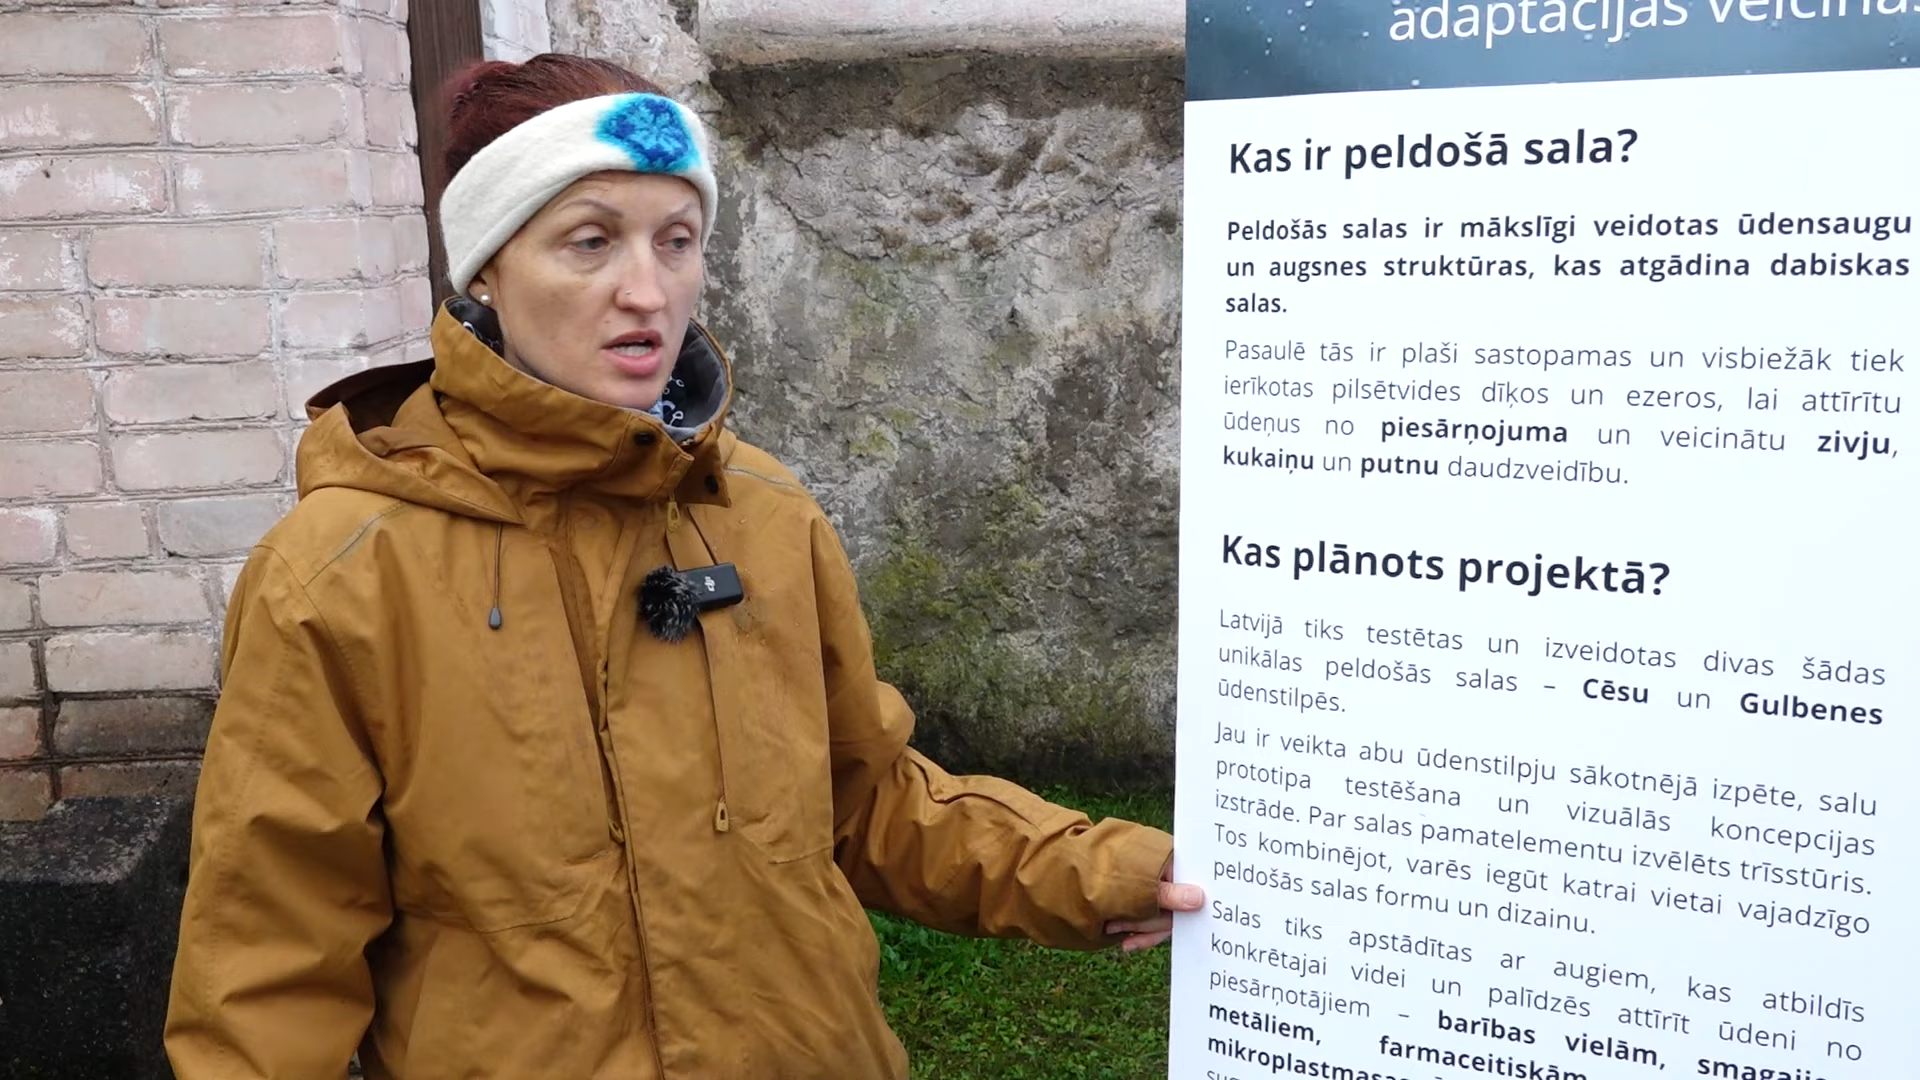 adaptācijas veicinās
Kas ir peldošā sala?
Peldošās salas ir mākslīgi veidotas ūdensaugu
un augsnes struktūras, kas atgādina dabiskas
salas.
Pasaulē tās ir plaši sastopamas un visbiežāk tiek
ierīkotas pilsētvides dīķos un ezeros, lai attīrītu
ūdeņus no piesārņojuma un veicinātu zivju,
kukaiņu un putnu daudzveidību.
Kas plānots projektā?
Latvijā tiks testētas un izveidotas divas šādas
unikālas peldošās salas – Cēsu un Gulbenes
ūdenstilpēs.
Jau ir veikta abu ūdenstilpju sākotnējā izpēte, salu
prototipa testēšana un vizuālās koncepcijas
izstrāde. Par salas pamatelementu izvēlēts trīsstūris.
Tos kombinējot, varēs iegūt katrai vietai vajadzīgo
peldošās salas formu un dizainu.
Salas tiks apstādītas ar augiem, kas atbildīs
konkrētajai videi un palīdzēs attīrīt ūdeni no
piesārņotājiem – barības vielām, smagajie
metāliem, farmaceitiskām
mikroplastmasas
dji